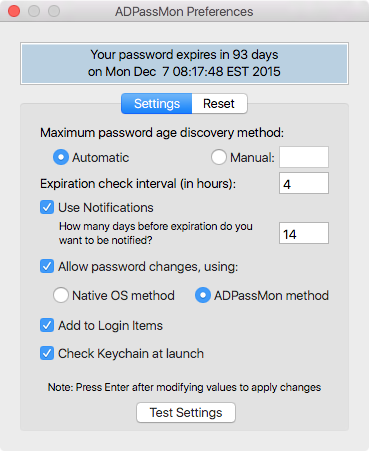 ADPassMon Preferences
Your password expires in 93 days
on Mon Dec  7 08:17:48 EST 2015
Settings Reset
Maximum password age discovery method:
Automatic Manual:
Expiration check interval (in hours): 4
Use Notifications
How many days before expiration do you
want to be notified? 14
Allow password changes, using:
Native OS method ADPassMon method
Add to Login Items
Check Keychain at launch
Note: Press Enter after modifying values to apply changes
Test Settings